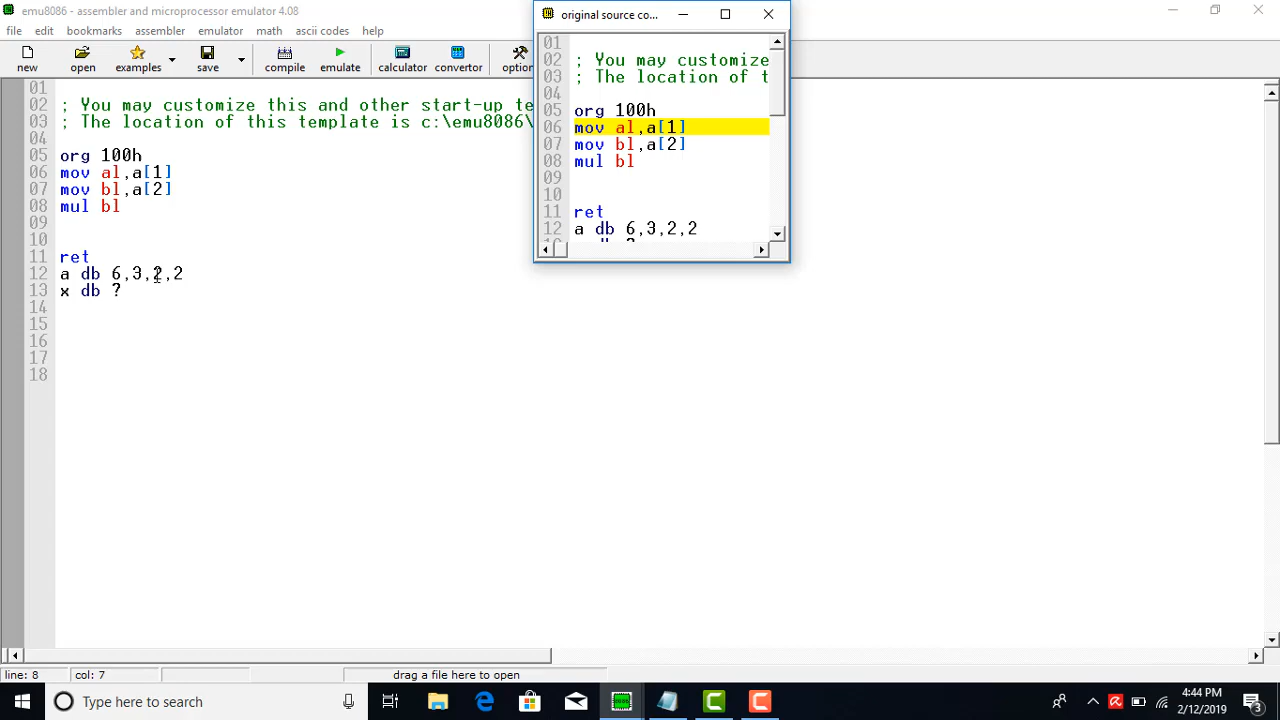 emu8086 - assembler and microprocessor emulator 4.08
file edit bookmarks assembler emulator math ascii codes help
new open examples save compile emulate calculator convertor option
01
02 ; You may customize this and other start-up te
03 ; The location of this template is c:\emu8086\
04
05 org 100h
06 mov al,a[1]
07 mov bl,a[2]
08 mul bl
09
10
11 ret
12 a db 6,3,2,2
13 x db ?
14
15
16
17
18
original source co...
01
02 ; You may customize
03 ; The location of t
04
05 org 100h
06 mov al,a[1]
07 mov bl,a[2]
08 mul bl
09
10
11 ret
12 a db 6,3,2,2
line: 8 col: 7 drag a file here to open
Type here to search
4:44 PM
2/12/2019
3